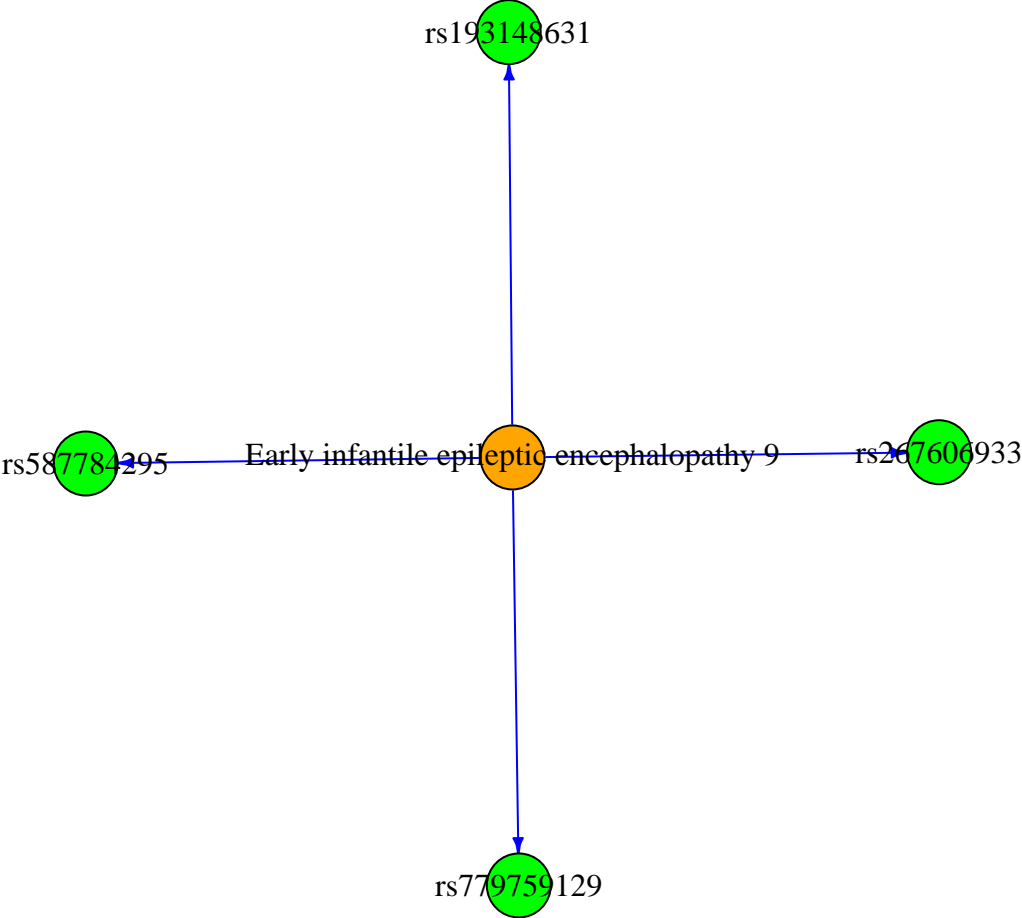 rs193148631
rs587784295
Early infantile epileptic encephalopathy 9
rs267606933
rs779759129